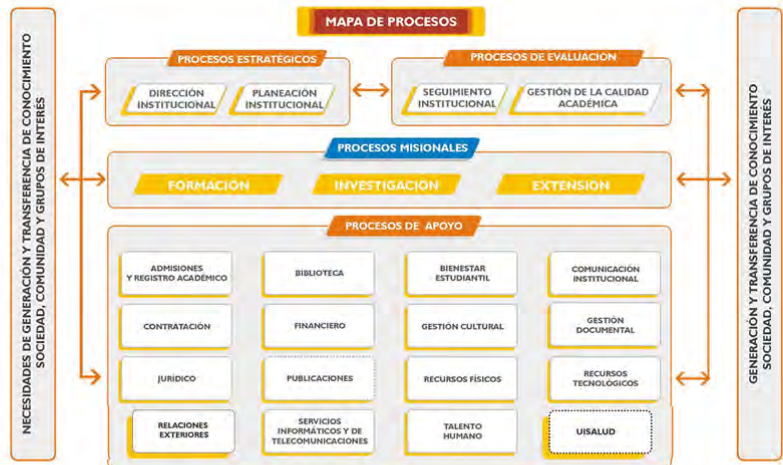 MAPA DE PROCESOS
NECESIDADES DE GENERACIÓN Y TRANSFERENCIA DE CONOCIMIENTO
SOCIEDAD, COMUNIDAD Y GRUPOS DE INTERÉS
PROCESOS ESTRATÉGICOS
DIRECCIÓN
INSTITUCIONAL
PLANEACIÓN
INSTITUCIONAL
PROCESOS DE EVALUACIÓN
SEGUIMIENTO
INSTITUCIONAL
GESTIÓN DE LA CALIDAD
ACADÉMICA
PROCESOS MISIONALES
FORMACIÓN
INVESTIGACIÓN
EXTENSIÓN
PROCESOS DE APOYO
ADMISIONES
Y REGISTRO ACADÉMICO
BIBLIOTECA
BIENESTAR
ESTUDIANTIL
COMUNICACIÓN
INSTITUCIONAL
CONTRATACIÓN
FINANCIERO
GESTIÓN CULTURAL
GESTIÓN
DOCUMENTAL
JURÍDICO
PUBLICACIONES
RECURSOS FÍSICOS
RECURSOS
TECNOLÓGICOS
RELACIONES
EXTERIORES
SERVICIOS
INFORMÁTICOS Y DE
TELECOMUNICACIONES
TALENTO
HUMANO
UISALUD
GENERACIÓN Y TRANSFERENCIA DE CONOCIMIENTO
SOCIEDAD, COMUNIDAD Y GRUPOS DE INTERÉS